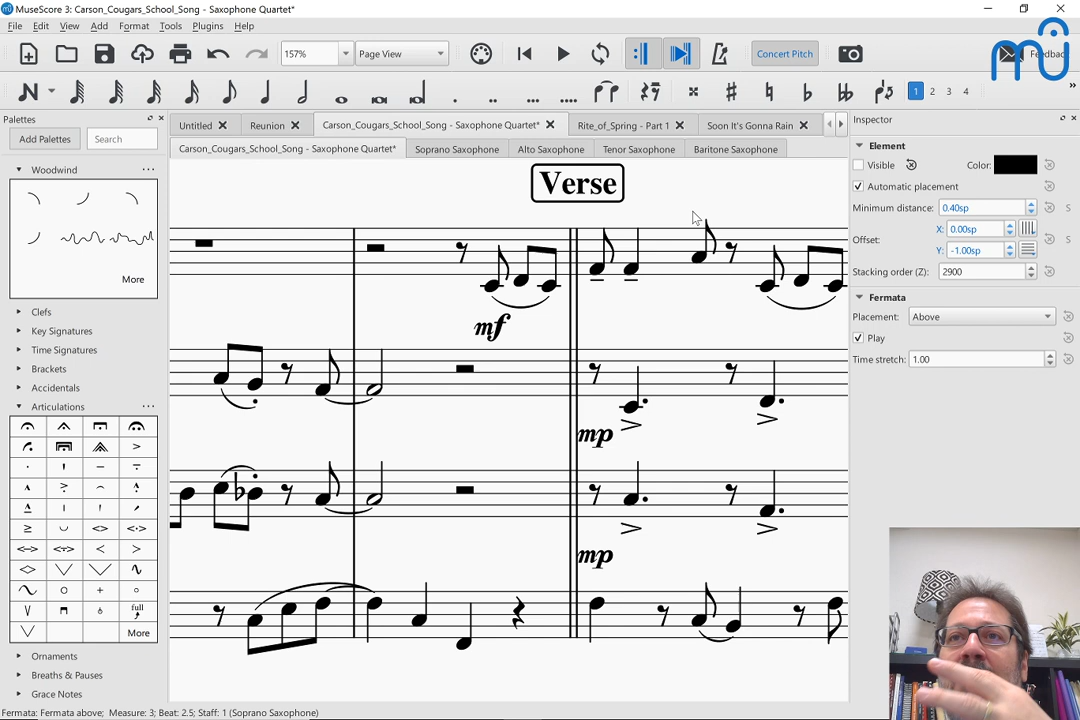 MuseScore 3: Carson_Cougars_School_Song - Saxophone Quartet*
File Edit View Add Format Tools Plugins Help
157% Page View Concert Pitch Feedback
1 2 3 4 »
Palettes
Untitled Reunion Carson_Cougars_School_Song - Saxophone Quartet* Rite_of_Spring - Part 1 Soon It's Gonna Rain
Inspector
Add Palettes Search
Carson_Cougars_School_Song - Saxophone Quartet* Soprano Saxophone Alto Saxophone Tenor Saxophone Baritone Saxophone
Woodwind
More
Clefs
Key Signatures
Time Signatures
Brackets
Accidentals
Articulations
full
More
Ornaments
Breaths & Pauses
Grace Notes
Verse
mf
mp
mp
Element
Visible Color:
Automatic placement
Minimum distance: 0.40sp S
X: 0.00sp
Offset: S
Y: -1.00sp
Stacking order (Z): 2900
Fermata
Placement: Above
Play
Time stretch: 1.00
Fermata: Fermata above; Measure: 3; Beat: 2.5; Staff: 1 (Soprano Saxophone)